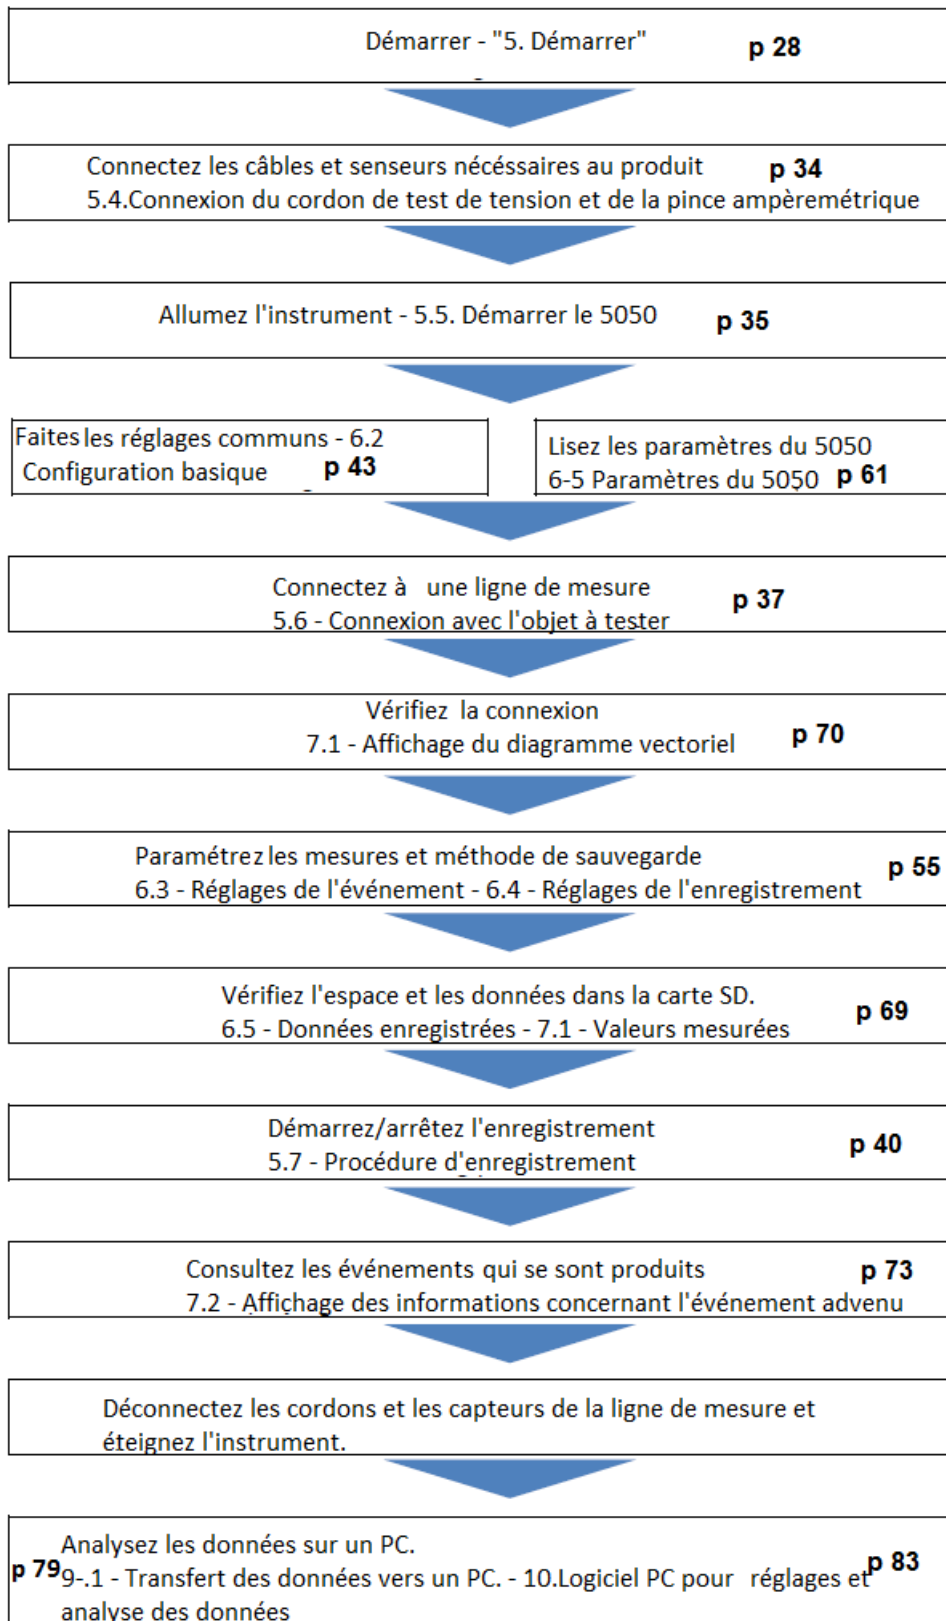 Démarrer - "5. Démarrer" p 28
Connectez les câbles et senseurs nécéssaires au produit p 34
5.4.Connexion du cordon de test de tension et de la pince ampèremétrique
Allumez l'instrument - 5.5. Démarrer le 5050 p 35
Faites les réglages communs - 6.2
Configuration basique p 43
Lisez les paramètres du 5050
6-5 Paramètres du 5050 p 61
Connectez à une ligne de mesure p 37
5.6 - Connexion avec l'objet à tester
Vérifiez la connexion
7.1 - Affichage du diagramme vectoriel p 70
Paramétrez les mesures et méthode de sauvegarde p 55
6.3 - Réglages de l'événement - 6.4 - Réglages de l'enregistrement
Vérifiez l'espace et les données dans la carte SD. p 69
6.5 - Données enregistrées - 7.1 - Valeurs mesurées
Démarrez/arrêtez l'enregistrement p 40
5.7 - Procédure d'enregistrement
Consultez les événements qui se sont produits p 73
7.2 - Affichage des informations concernant l'événement advenu
Déconnectez les cordons et les capteurs de la ligne de mesure et
éteignez l'instrument.
Analysez les données sur un PC.
p 79 9-.1 - Transfert des données vers un PC. - 10.Logiciel PC pour réglages et p 83
analyse des données